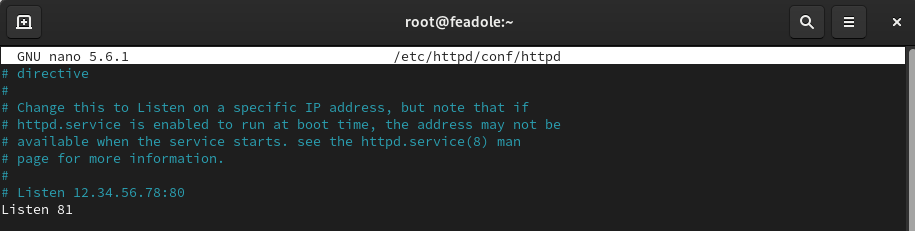 root@feadole:~
GNU nano 5.6.1 /etc/httpd/conf/httpd
# directive
#
# Change this to Listen on a specific IP address, but note that if
# httpd.service is enabled to run at boot time, the address may not be
# available when the service starts. see the httpd.service(8) man
# page for more information.
#
# Listen 12.34.56.78:80
Listen 81